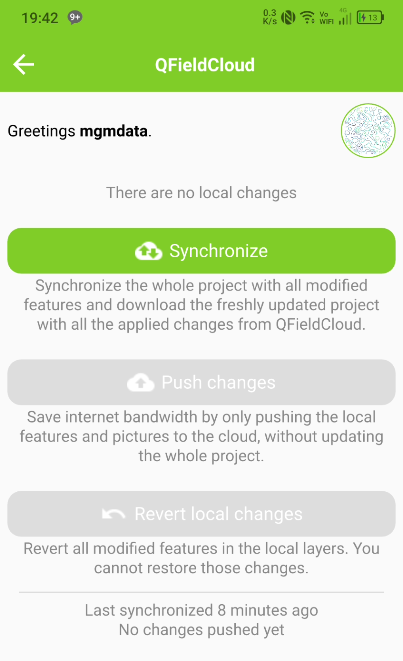 19:42 9+ 0.3 K/s Vo WiFi 4G 13
QFieldCloud
Greetings mgmdata.
There are no local changes
Synchronize
Synchronize the whole project with all modified
features and download the freshly updated project
with all the applied changes from QFieldCloud.
Push changes
Save internet bandwidth by only pushing the local
features and pictures to the cloud, without updating
the whole project.
Revert local changes
Revert all modified features in the local layers. You
cannot restore those changes.
Last synchronized 8 minutes ago
No changes pushed yet